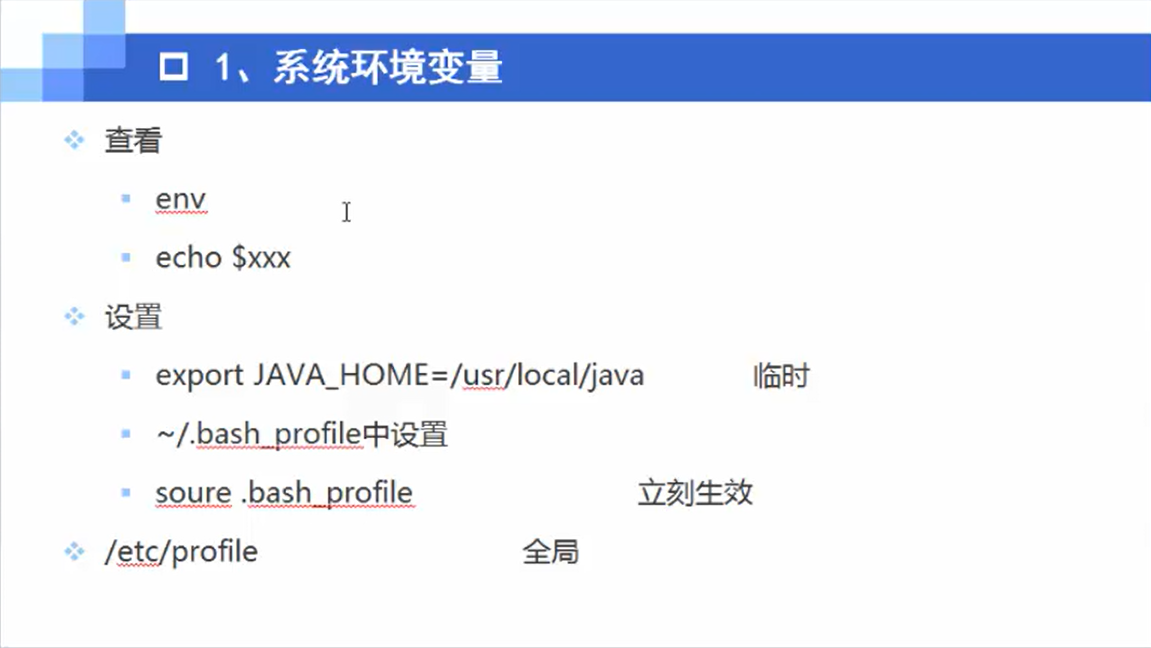 1、系统环境变量
查看
env
echo $xxx
设置
export JAVA_HOME=/usr/local/java 临时
~/.bash_profile中设置
soure .bash_profile 立刻生效
/etc/profile 全局